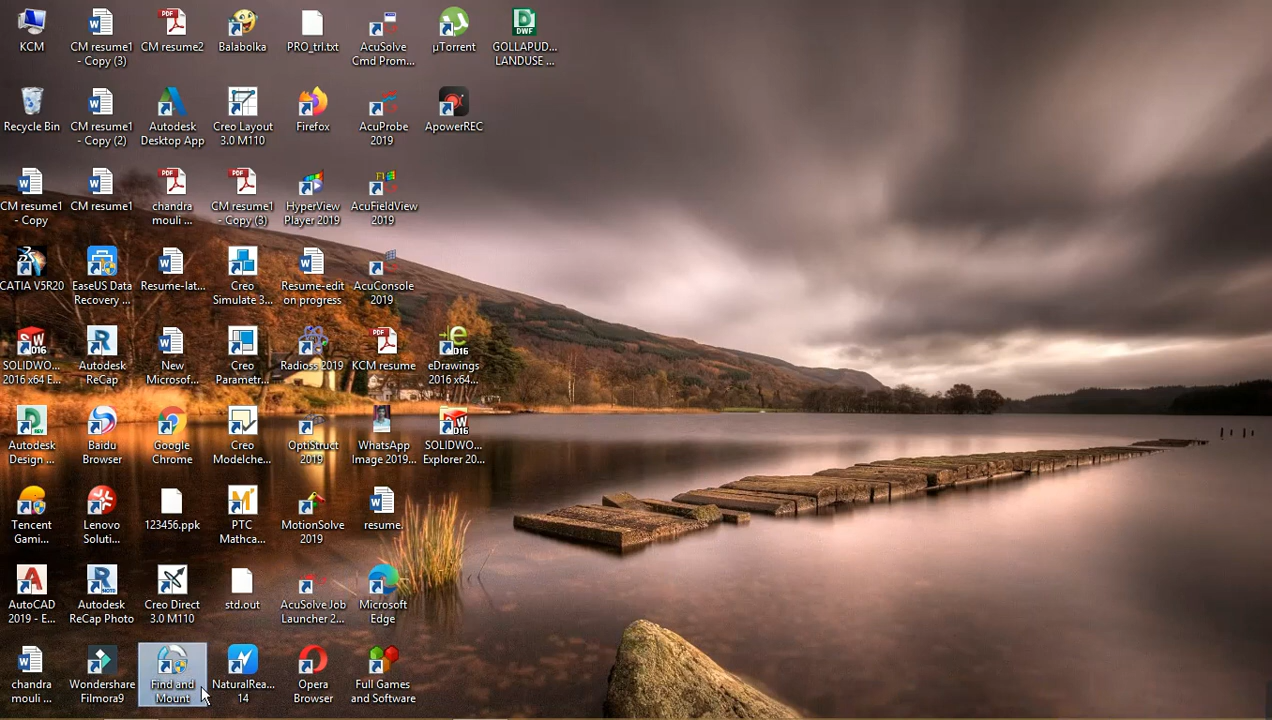 KCM
CM resume1
- Copy (3)
CM resume2
Balabolka
PRO_trl.txt
AcuSolve
Cmd Prom...
µTorrent
DWF
GOLLAPUD...
LANDUSE ...
Recycle Bin
CM resume1
- Copy (2)
Autodesk
Desktop App
Creo Layout
3.0 M110
Firefox
AcuProbe
2019
ApowerREC
CM resume1
- Copy
CM resume1
PDF
chandra
mouli ...
PDF
CM resume1
- Copy (3)
HyperView
Player 2019
AcuFieldView
2019
CATIA V5R20
EaseUS Data
Recovery ...
Resume-lat...
Creo
Simulate 3...
Resume-edit
on progress
AcuConsole
2019
SOLIDWO...
2016 x64 E...
Autodesk
ReCap
New
Microsof...
Creo
Parametr...
Radioss 2019
PDF
KCM resume
eDrawings
2016 x64...
Autodesk
Design ...
Baidu
Browser
Google
Chrome
Creo
Modelche...
OptiStruct
2019
WhatsApp
Image 2019...
SOLIDWO...
Explorer 20...
Tencent
Gami...
Lenovo
Soluti...
123456.ppk
PTC
Mathca...
MotionSolve
2019
resume.
AutoCAD
2019 - E...
Autodesk
ReCap Photo
Creo Direct
3.0 M110
std.out
AcuSolve Job
Launcher 2...
Microsoft
Edge
chandra
mouli ...
Wondershare
Filmora9
Find and
Mount
NaturalRea...
14
Opera
Browser
Full Games
and Software